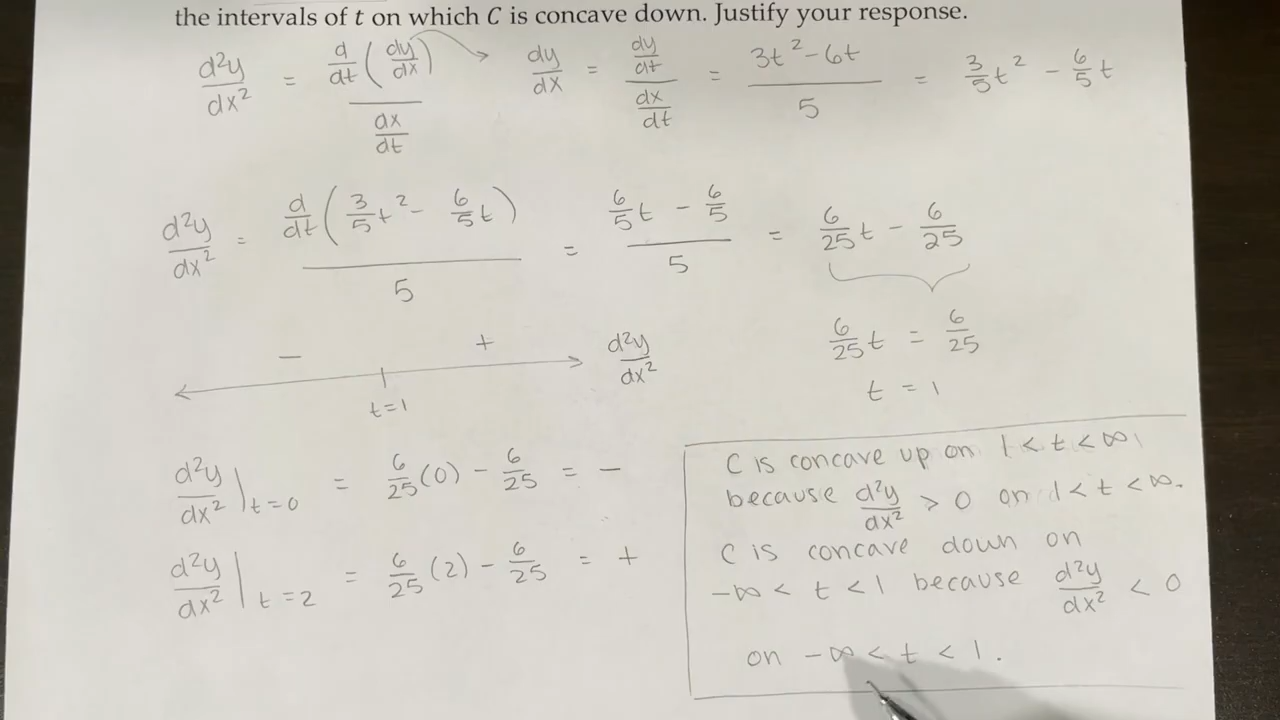 the intervals of t on which C is concave down. Justify your response.
d²y/dx² = d/dt(dy/dx) / dx/dt → dy/dx = dy/dt / dx/dt = 3t² - 6t / 5 = 3/5 t² - 6/5 t
d²y/dx² = d/dt(3/5 t² - 6/5 t) / 5 = 6/5 t - 6/5 / 5 = 6/25 t - 6/25
6/25 t = 6/25
t = 1
- + d²y/dx²
t=1
d²y/dx² | t=0 = 6/25 (0) - 6/25 = -
d²y/dx² | t=2 = 6/25 (2) - 6/25 = +
C is concave up on 1 < t < ∞,
because d²y/dx² > 0 on 1 < t < ∞.
C is concave down on
-∞ < t < 1 because d²y/dx² < 0
on -∞ < t < 1.